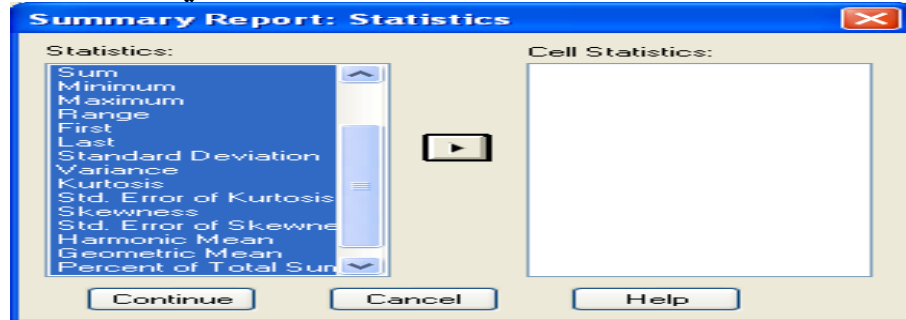 Summary Report: Statistics
Statistics:
Cell Statistics:
Sum
Minimum
Maximum
Range
First
Last
Standard Deviation
Variance
Kurtosis
Std. Error of Kurtosis
Skewness
Std. Error of Skewne
Harmonic Mean
Geometric Mean
Percent of Total Sun
Continue
Cancel
Help